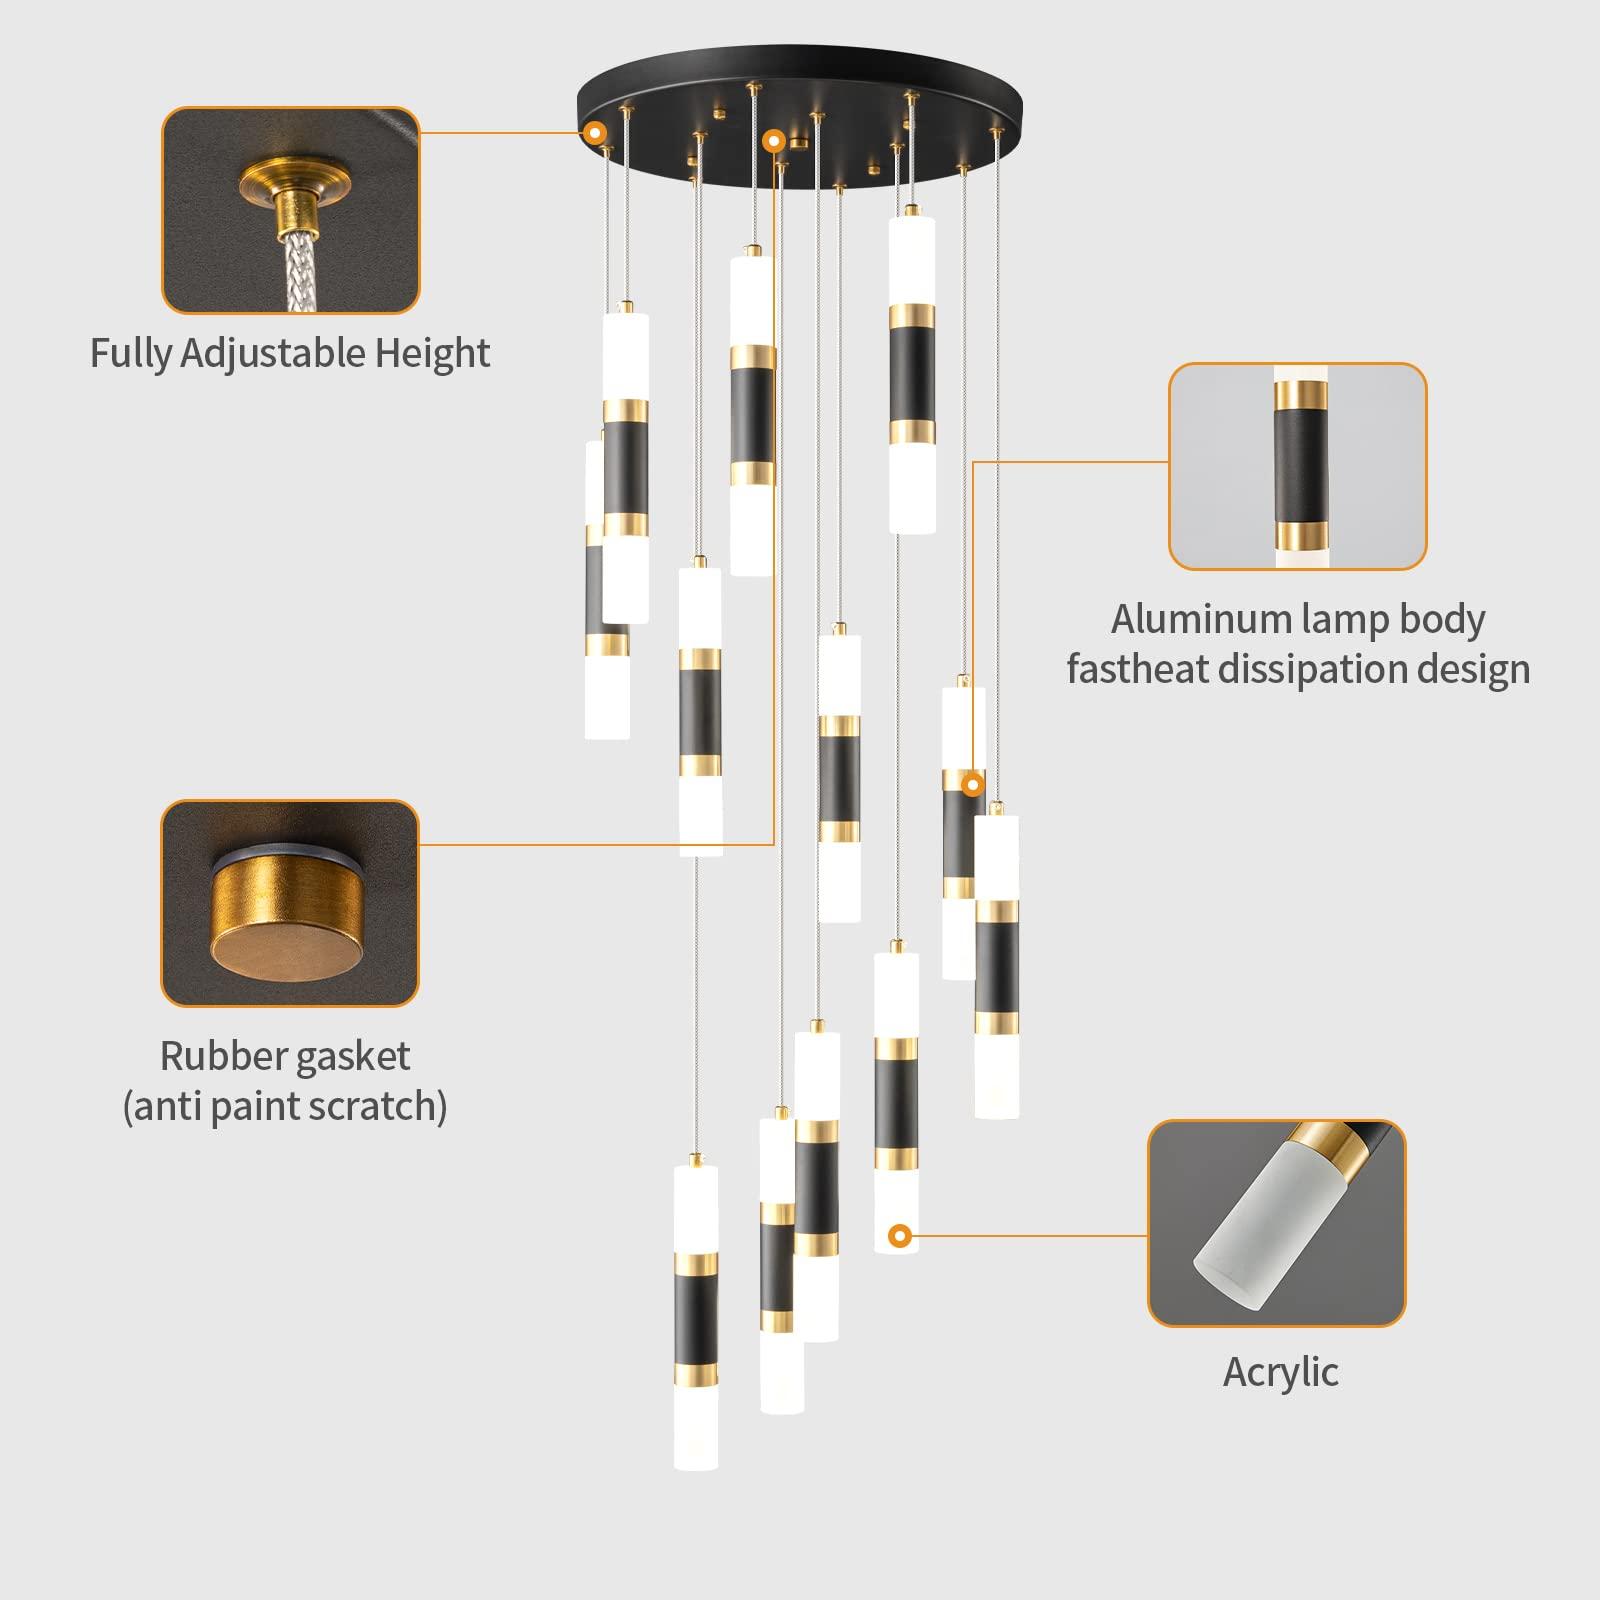 Fully Adjustable Height
Aluminum lamp body
fastheat dissipation design
Rubber gasket
(anti paint scratch)
Acrylic